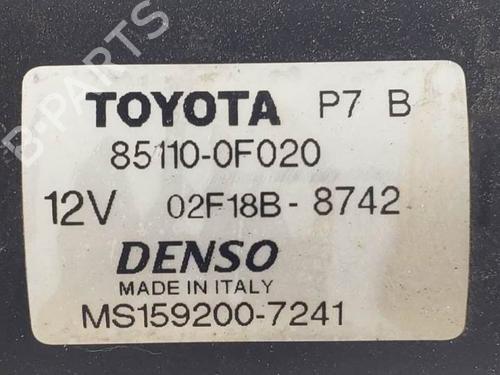 TOYOTA P7 B
85110-0F020
12V 02F18B-8742
DENSO
MADE IN ITALY
MS159200-7241
B-PARTS